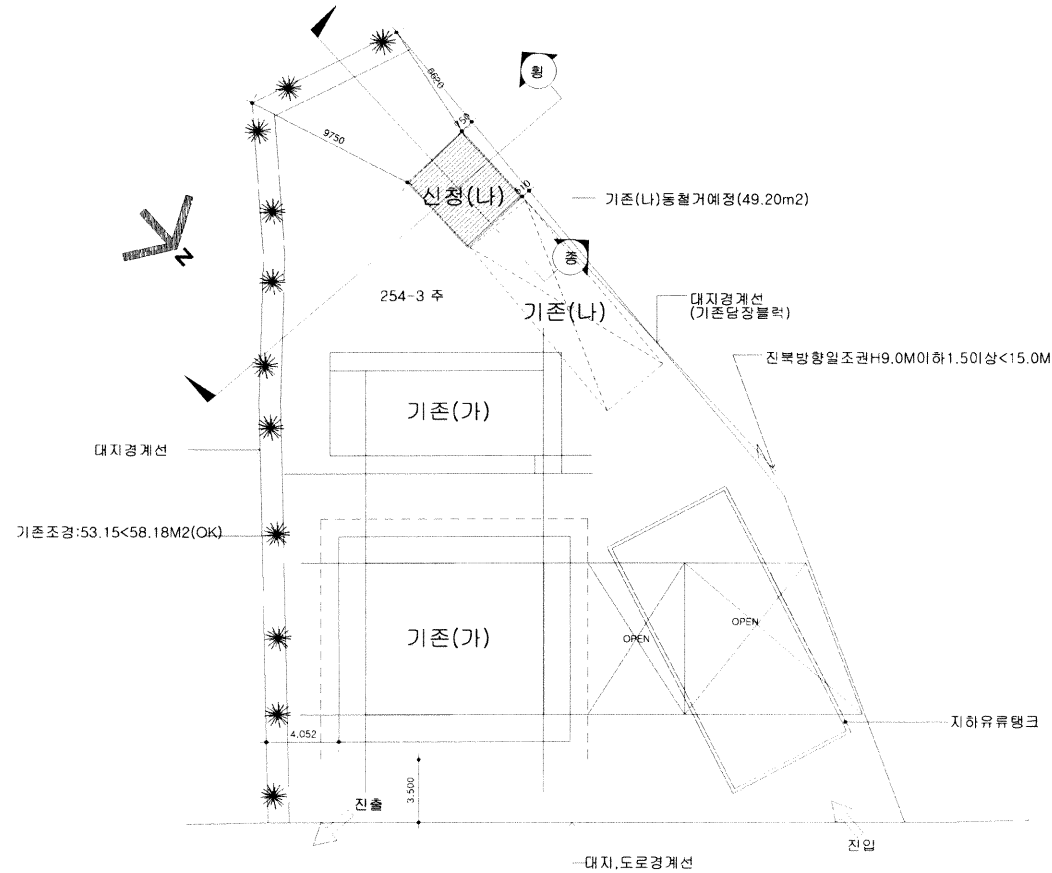 횡
6620
9750
150
신청(나)
610
기존(나)동철거예정(49.20m2)
N
종
254-3 주
기존(나)
대지경계선
(기존담장블럭)
진북방향일조권H9.0M이하1.50이상<15.0M
기존(가)
대지경계선
기존조경:53.15<58.18M2(OK)
기존(가)
OPEN
OPEN
지하유류탱크
4,052
3.500
진출
진입
대지,도로경계선